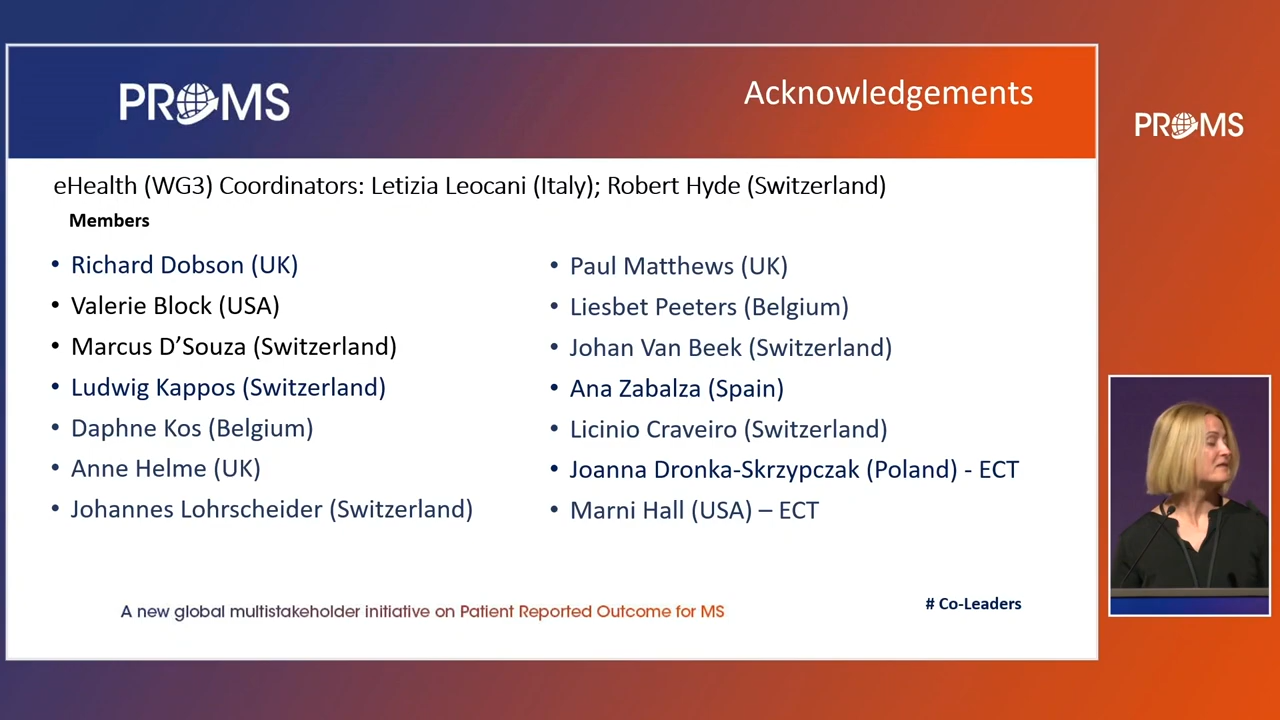 PROMS
Acknowledgements
PROMS
eHealth (WG3) Coordinators: Letizia Leocani (Italy); Robert Hyde (Switzerland)
Members
• Richard Dobson (UK)
• Valerie Block (USA)
• Marcus D’Souza (Switzerland)
• Ludwig Kappos (Switzerland)
• Daphne Kos (Belgium)
• Anne Helme (UK)
• Johannes Lohrscheider (Switzerland)
• Paul Matthews (UK)
• Liesbet Peeters (Belgium)
• Johan Van Beek (Switzerland)
• Ana Zabalza (Spain)
• Licinio Craveiro (Switzerland)
• Joanna Dronka-Skrzypczak (Poland) - ECT
• Marni Hall (USA) – ECT
A new global multistakeholder initiative on Patient Reported Outcome for MS
# Co-Leaders